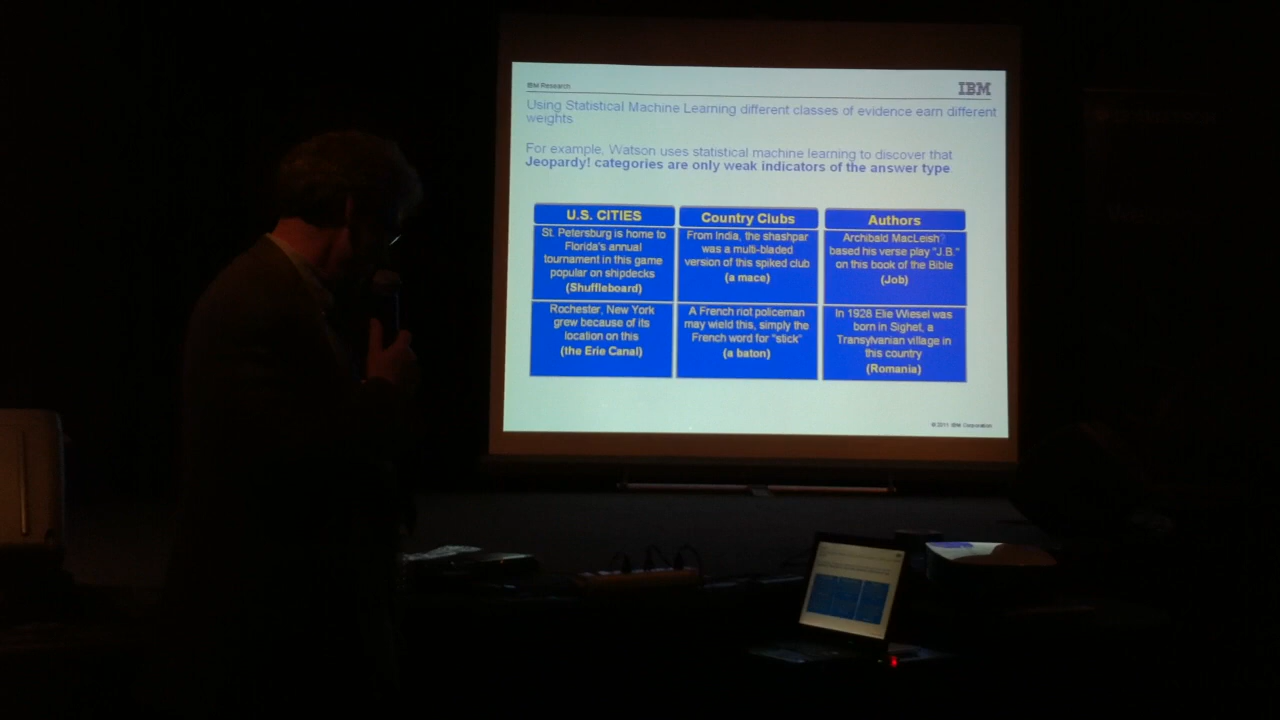 IBM Research
IBM
Using Statistical Machine Learning different classes of evidence earn different
weights
For example, Watson uses statistical machine learning to discover that
Jeopardy! categories are only weak indicators of the answer type
U.S. CITIES
St. Petersburg is home to
Florida's annual
tournament in this game
popular on shipdecks
(Shuffleboard)
Rochester, New York
grew because of its
location on this
(the Erie Canal)
Country Clubs
From India, the shashpar
was a multi-bladed
version of this spiked club
(a mace)
A French riot policeman
may wield this, simply the
French word for "stick"
(a baton)
Authors
Archibald MacLeish?
based his verse play "J.B."
on this book of the Bible
(Job)
In 1928 Elie Wiesel was
born in Sighet, a
Transylvanian village in
this country
(Romania)
© 2011 IBM Corporation